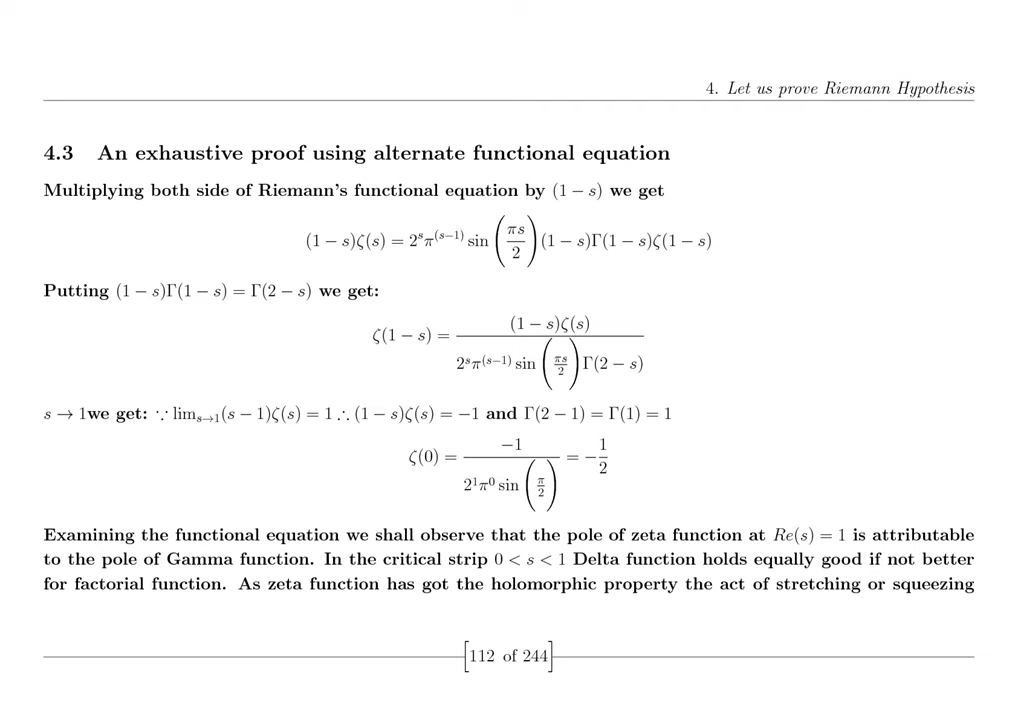 4. Let us prove Riemann Hypothesis
4.3 An exhaustive proof using alternate functional equation
Multiplying both side of Riemann's functional equation by (1 − s) we get
(1 − s)ζ(s) = 2^s π^(s−1) sin(πs/2)(1 − s)Γ(1 − s)ζ(1 − s)
Putting (1 − s)Γ(1 − s) = Γ(2 − s) we get:
ζ(1 − s) = (1 − s)ζ(s) / 2^s π^(s−1) sin(πs/2)Γ(2 − s)
s → 1we get: ∵ lim_{s→1}(s − 1)ζ(s) = 1 ∴ (1 − s)ζ(s) = −1 and Γ(2 − 1) = Γ(1) = 1
ζ(0) = −1 / 2^1 π^0 sin(π/2) = −1/2
Examining the functional equation we shall observe that the pole of zeta function at Re(s) = 1 is attributable
to the pole of Gamma function. In the critical strip 0 < s < 1 Delta function holds equally good if not better
for factorial function. As zeta function has got the holomorphic property the act of stretching or squeezing
[112 of 244]